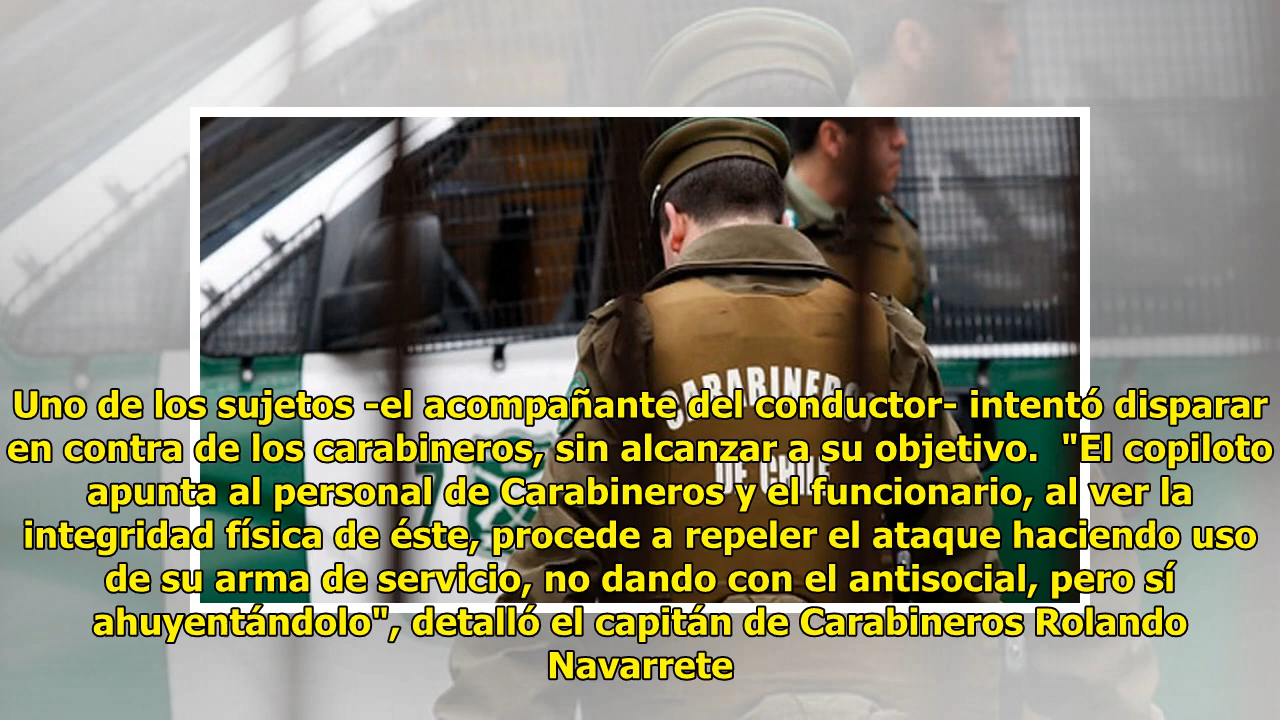 Uno de los sujetos -el acompañante del conductor- intentó disparar
en contra de los carabineros, sin alcanzar a su objetivo. "El copiloto
apunta al personal de Carabineros y el funcionario, al ver la
integridad física de éste, procede a repeler el ataque haciendo uso
de su arma de servicio, no dando con el antisocial, pero sí
ahuyentándolo", detalló el capitán de Carabineros Rolando
Navarrete
CARABINEROS
DE CHILE